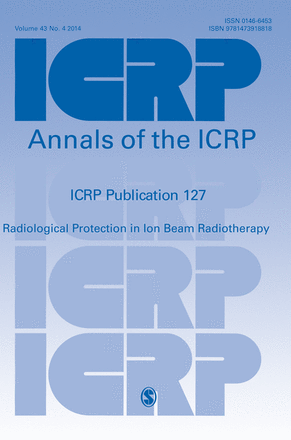 ISSN 0146-6453
Volume 43 No. 4 2014
ISBN 9781473918818
ICRP
Annals of the ICRP
ICRP Publication 127
Radiological Protection in Ion Beam Radiotherapy
ICRP
ICRP
ICRP
S